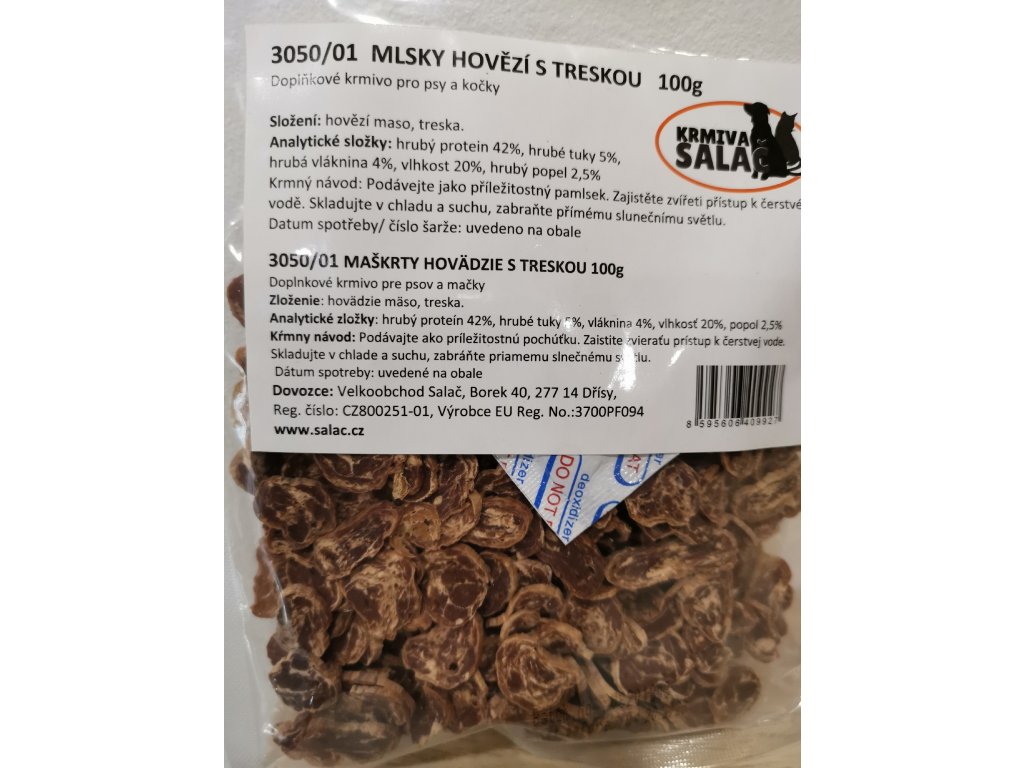 3050/01 MLSKY HOVĚZÍ S TRESKOU 100g
Doplňkové krmivo pro psy a kočky
KRMIVA
SALAČ
Složení: hovězí maso, treska.
Analytické složky: hrubý protein 42%, hrubé tuky 5%,
hrubá vláknina 4%, vlhkost 20%, hrubý popel 2,5%
Krmný návod: Podávejte jako příležitostný pamlsek. Zajistěte zvířeti přístup k čerstvé
vodě. Skladujte v chladu a suchu, zabraňte přímému slunečnímu světlu.
Datum spotřeby/ číslo šarže: uvedeno na obale
3050/01 MAŠKRTY HOVÄDZIE S TRESKOU 100g
Doplnkové krmivo pre psov a mačky
Zloženie: hovädzie mäso, treska.
Analytické zložky: hrubý proteín 42%, hrubé tuky 5%, vláknina 4%, vlhkosť 20%, popol 2,5%
Kŕmny návod: Podávajte ako príležitostnú pochúťku. Zaistite zvieraťu prístup k čerstvej vode.
Skladujte v chlade a suchu, zabráňte priamemu slnečnému světlu.
Dátum spotreby: uvedené na obale
Dovozce: Velkoobchod Salač, Borek 40, 277 14 Dřísy,
Reg. číslo: CZ800251-01, Výrobce EU Reg. No.:3700PF094
www.salac.cz
8 595606 409927
deoxidizer
DO NOT
deoxidizer